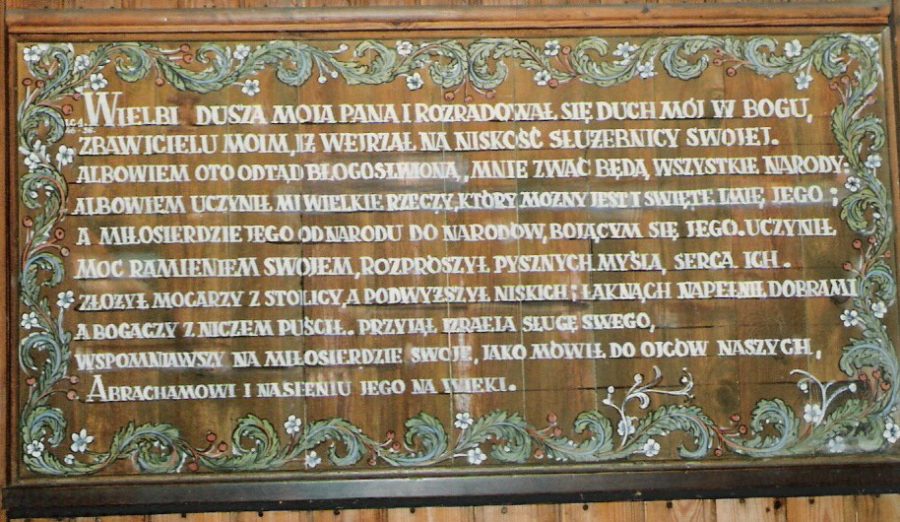 WIELBI DUSZA MOJA PANA I ROZRADOWAŁ SIĘ DUCH MÓJ W BOGU,
ZBAWICIELU MOIM, IŻ WEJRZAŁ NA NISKOŚĆ SŁUŻEBNICY SWOJEJ.
ALBOWIEM OTO ODTĄD BŁOGOSŁWIONĄ, MNIE ZWAĆ BĘDĄ WSZYSTKIE NARODY.
ALBOWIEM UCZYNIŁ MI WIELKIE RZECZY, KTÓRY MOŻNY JEST I ŚWIĘTE IMIĘ JEGO;
A MIŁOSIERDZIE JEGO OD NARODU DO NARODÓW, BOJĄCYM SIĘ JEGO. UCZYNIŁ
MOC RAMIENIEM SWOJEM, ROZPROSZYŁ PYSZNYCH MYŚLĄ, SERCA ICH.
ZŁOŻYŁ MOCARZY Z STOLICY, A PODWYŻSZYŁ NISKICH; ŁAKNĄCH NAPEŁNIŁ DOBRAMI
A BOGACZY Z NICZEM PUŚCIŁ. PRZYJĄŁ IZRAELA SŁUGĘ SWEGO,
WSPOMNIAWSZY NA MIŁOSIERDZIE SWOJE, JAKO MÓWIŁ DO OJCÓW NASZYCH,
ABRACHAMOWI I NASIENIU JEGO NA WIEKI.